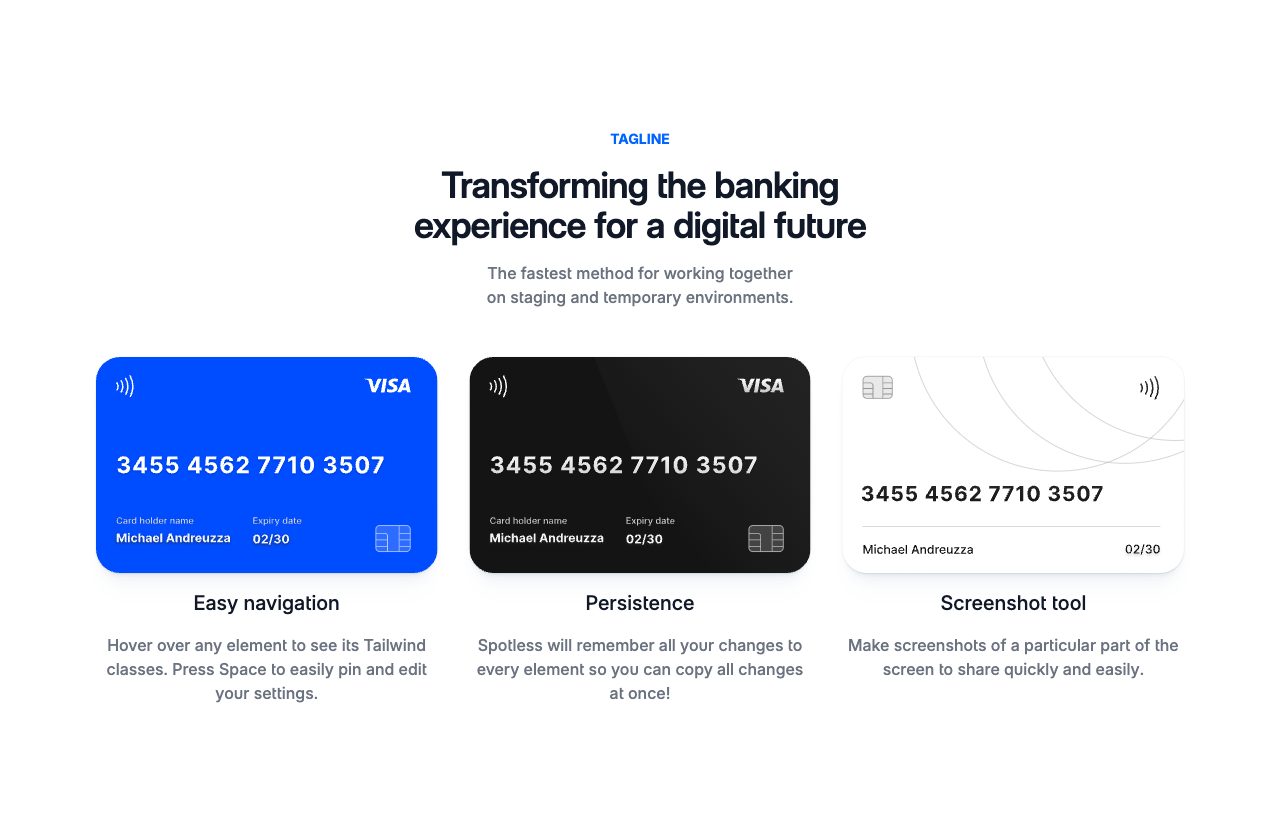 TAGLINE
Transforming the banking
experience for a digital future
The fastest method for working together
on staging and temporary environments.
VISA
3455 4562 7710 3507
Card holder name
Expiry date
Michael Andreuzza
02/30
VISA
3455 4562 7710 3507
Card holder name
Expiry date
Michael Andreuzza
02/30
3455 4562 7710 3507
Michael Andreuzza
02/30
Easy navigation
Hover over any element to see its Tailwind
classes. Press Space to easily pin and edit
your settings.
Persistence
Spotless will remember all your changes to
every element so you can copy all changes
at once!
Screenshot tool
Make screenshots of a particular part of the
screen to share quickly and easily.